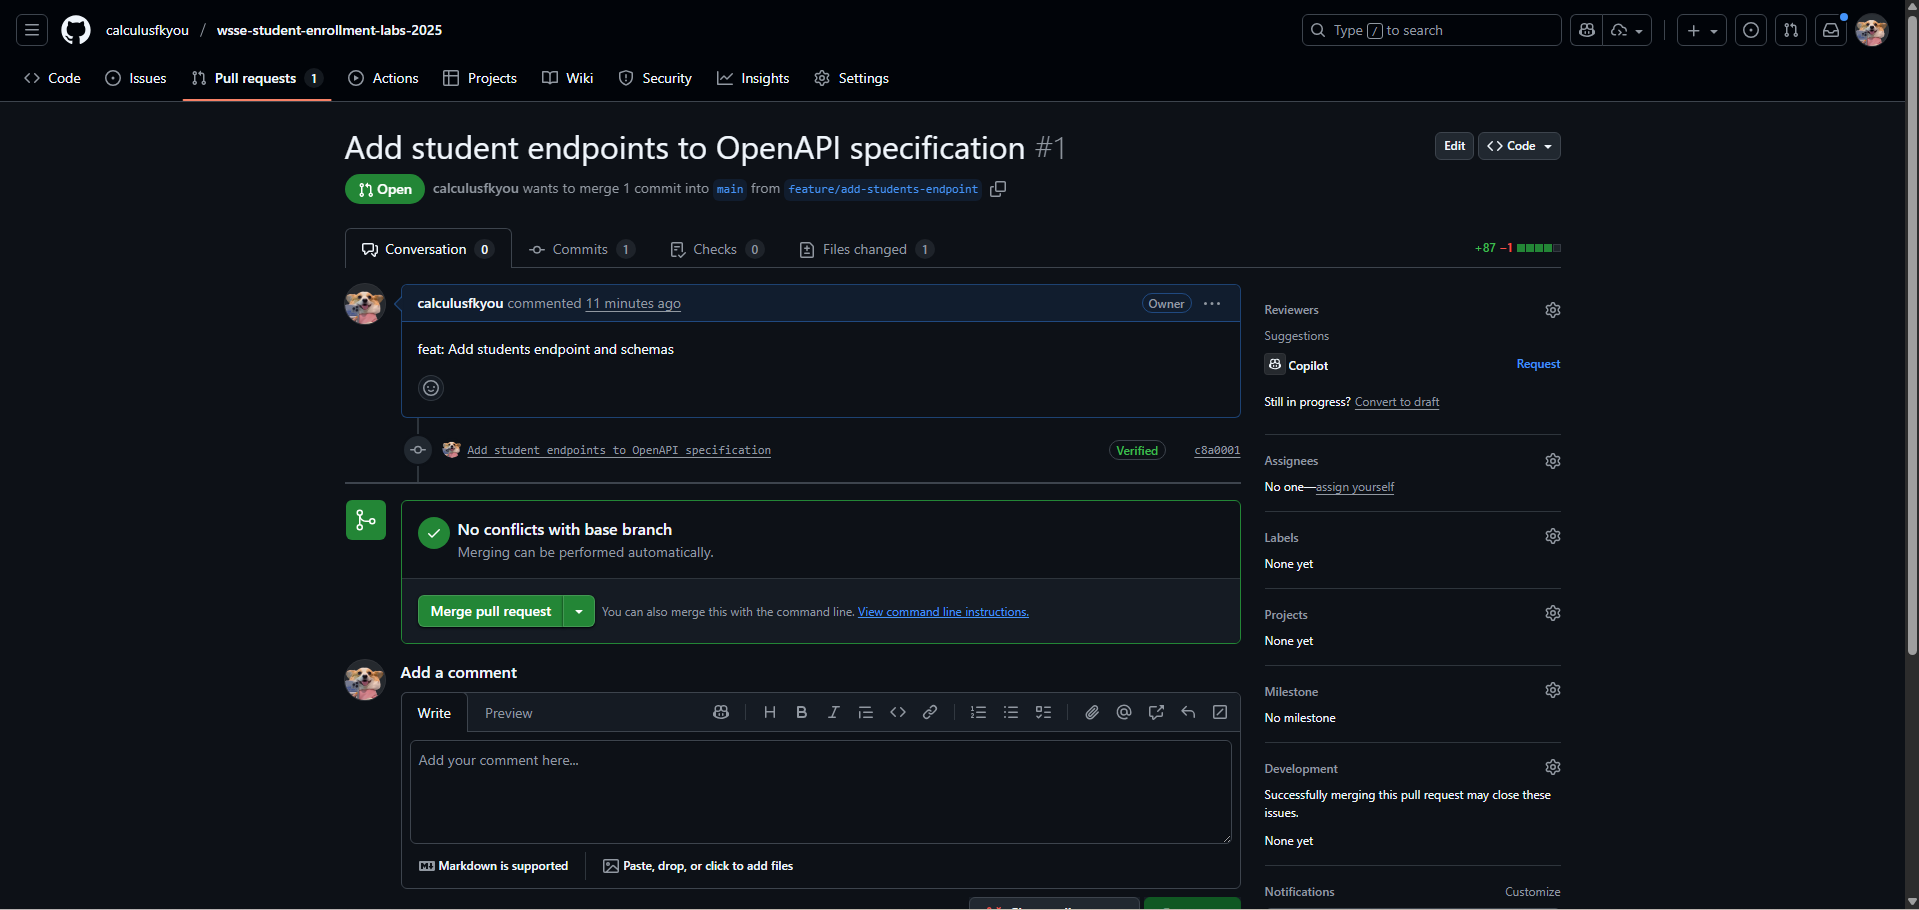 calculusfkyou / wsse-student-enrollment-labs-2025
Type / to search
Code Issues Pull requests 1 Actions Projects Wiki Security Insights Settings
Add student endpoints to OpenAPI specification #1
Edit Code
Open calculusfkyou wants to merge 1 commit into main from feature/add-students-endpoint
Conversation 0 Commits 1 Checks 0 Files changed 1
+87 −1
calculusfkyou commented 11 minutes ago Owner
feat: Add students endpoint and schemas
Add student endpoints to OpenAPI specification Verified c8a0001
No conflicts with base branch
Merging can be performed automatically.
Merge pull request You can also merge this with the command line. View command line instructions.
Add a comment
Write Preview
Add your comment here...
Markdown is supported Paste, drop, or click to add files
Reviewers
Suggestions
Copilot Request
Still in progress? Convert to draft
Assignees
No one—assign yourself
Labels
None yet
Projects
None yet
Milestone
No milestone
Development
Successfully merging this pull request may close these
issues.
None yet
Notifications Customize